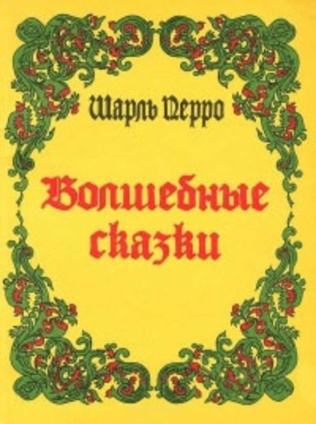 Шарль Перро
Волшебные
сказки